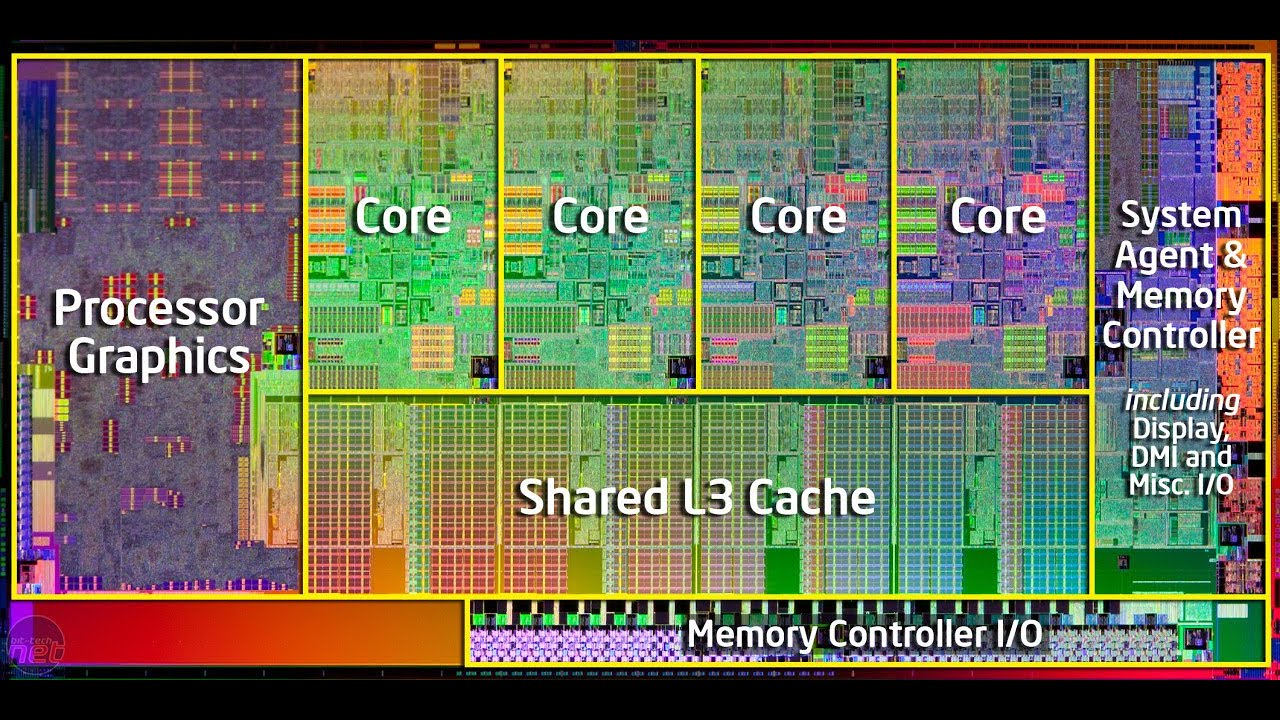 Processor
Graphics
Core
Core
Core
Core
System
Agent &
Memory
Controller
including
Display,
DMI and
Misc. I/O
Shared L3 Cache
Memory Controller I/O
bit-tech
net